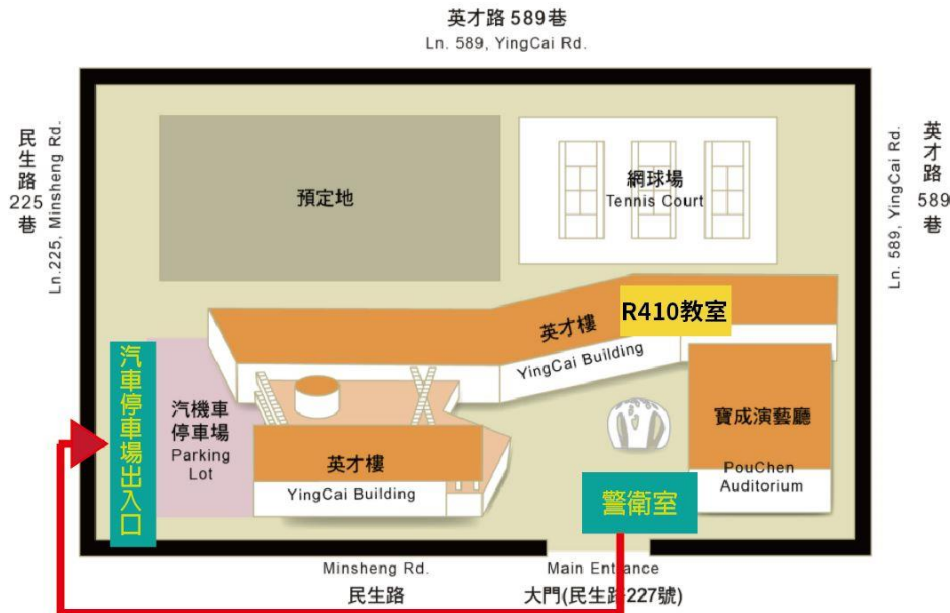 英才路 589巷
Ln. 589, YingCai Rd.
民生路225巷
Ln.225, Minsheng Rd.
預定地
網球場
Tennis Court
英才路589巷
Ln. 589, YingCai Rd.
R410教室
英才樓
YingCai Building
汽車停車場出入口
汽機車
停車場
Parking
Lot
英才樓
YingCai Building
寶成演藝廳
PouChen
Auditorium
警衛室
Minsheng Rd.
民生路
Main Entrance
大門(民生路227號)